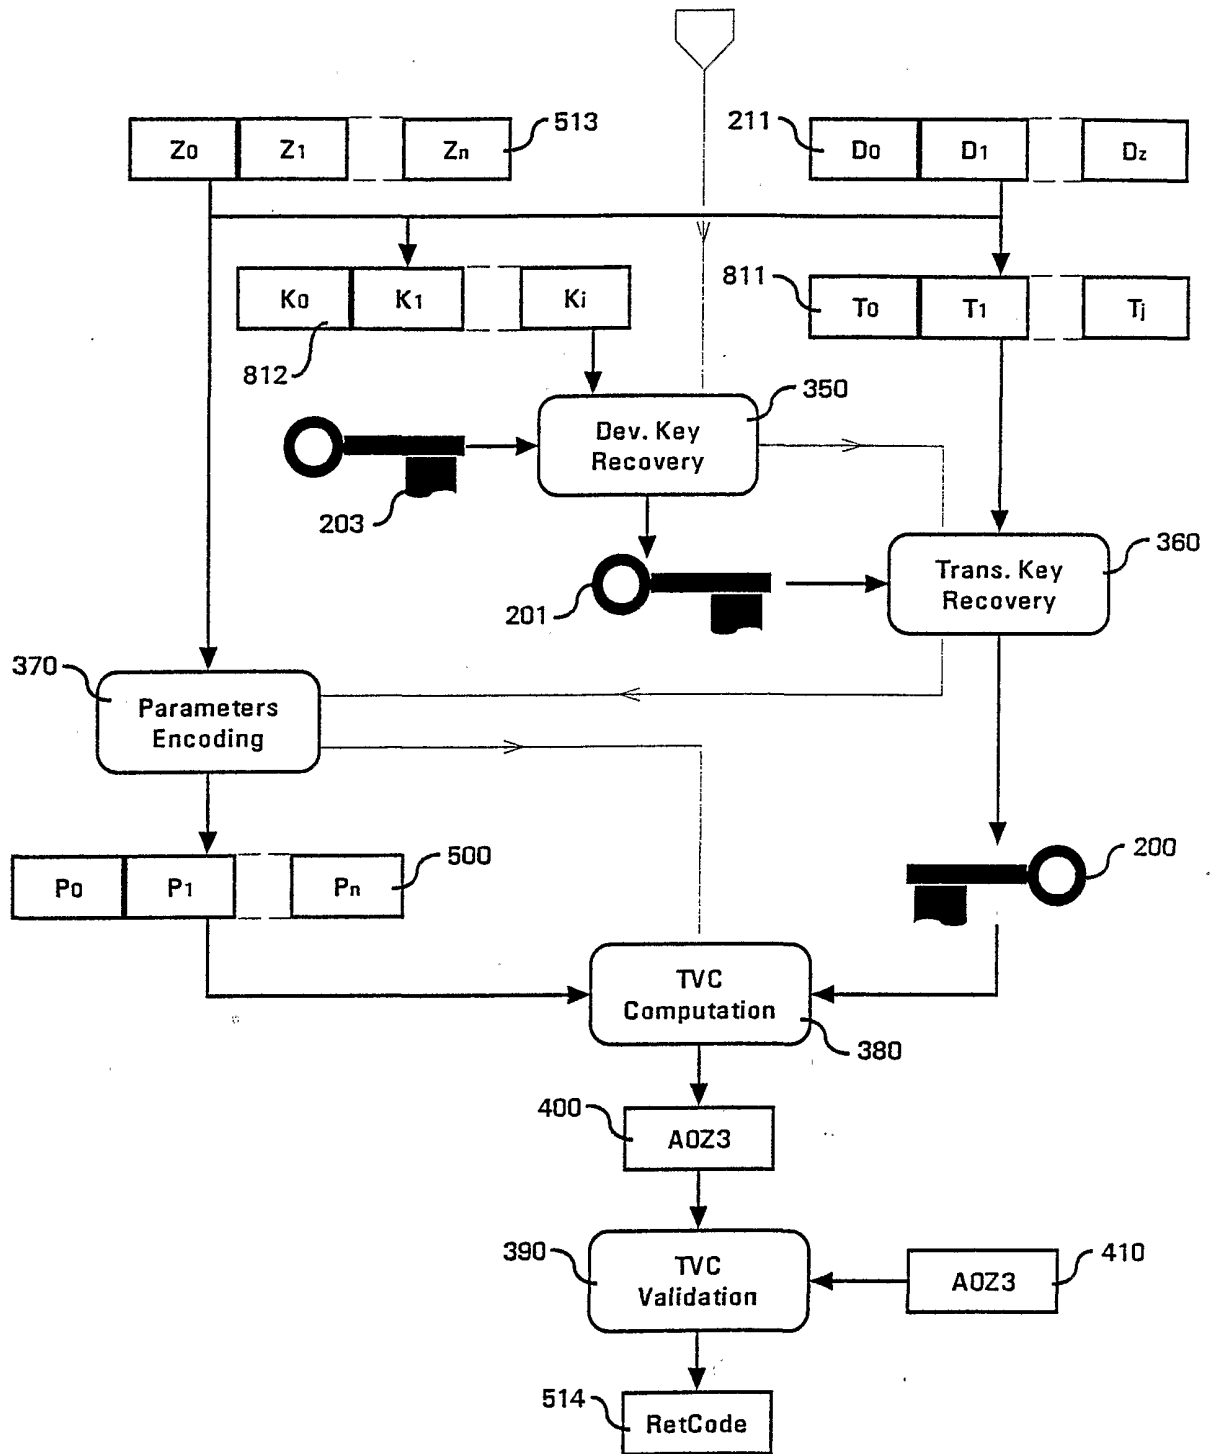 Z0 Z1 Zn 513
211 D0 D1 Dz
K0 K1 Ki
812
811 T0 T1 Tj
350
Dev. Key
Recovery
203
360
Trans. Key
Recovery
201
370
Parameters
Encoding
P0 P1 Pn 500
200
TVC
Computation
380
400
A0Z3
390
TVC
Validation
A0Z3
410
514
RetCode